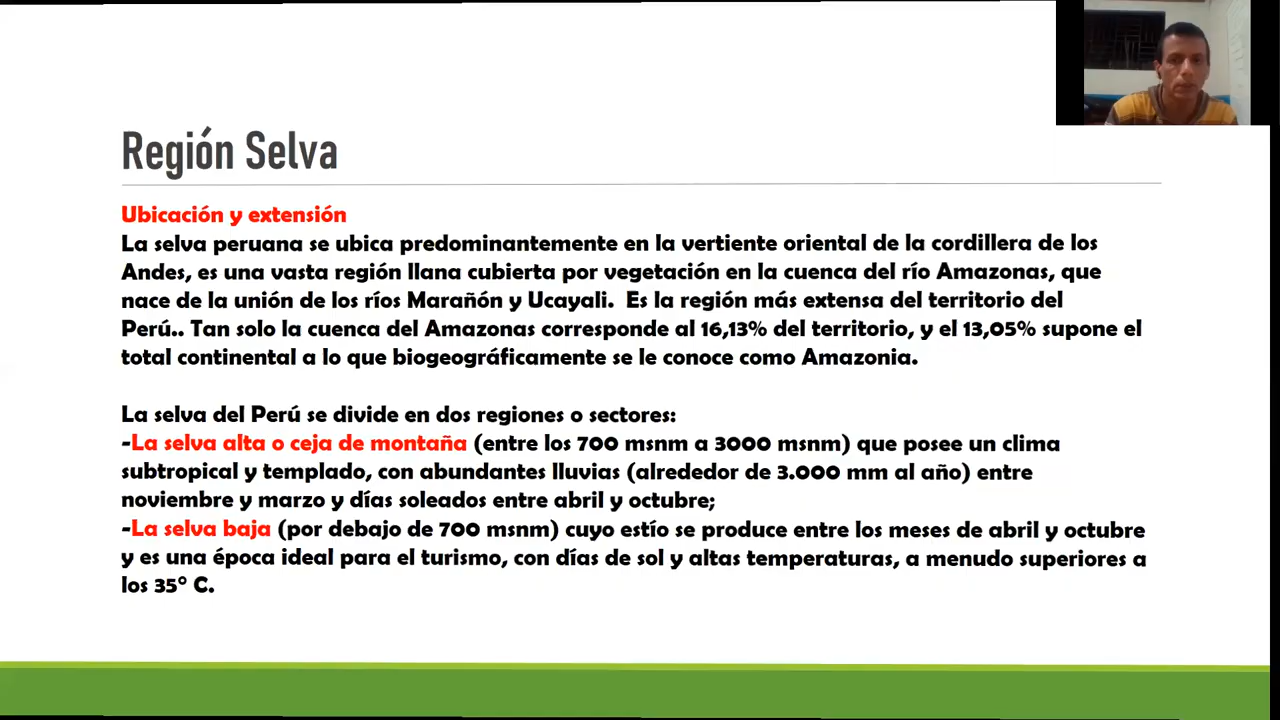 Región Selva
Ubicación y extensión
La selva peruana se ubica predominantemente en la vertiente oriental de la cordillera de los
Andes, es una vasta región llana cubierta por vegetación en la cuenca del río Amazonas, que
nace de la unión de los ríos Marañón y Ucayali. Es la región más extensa del territorio del
Perú.. Tan solo la cuenca del Amazonas corresponde al 16,13% del territorio, y el 13,05% supone el
total continental a lo que biogeográficamente se le conoce como Amazonia.
La selva del Perú se divide en dos regiones o sectores:
-La selva alta o ceja de montaña (entre los 700 msnm a 3000 msnm) que posee un clima
subtropical y templado, con abundantes lluvias (alrededor de 3.000 mm al año) entre
noviembre y marzo y días soleados entre abril y octubre;
-La selva baja (por debajo de 700 msnm) cuyo estío se produce entre los meses de abril y octubre
y es una época ideal para el turismo, con días de sol y altas temperaturas, a menudo superiores a
los 35° C.